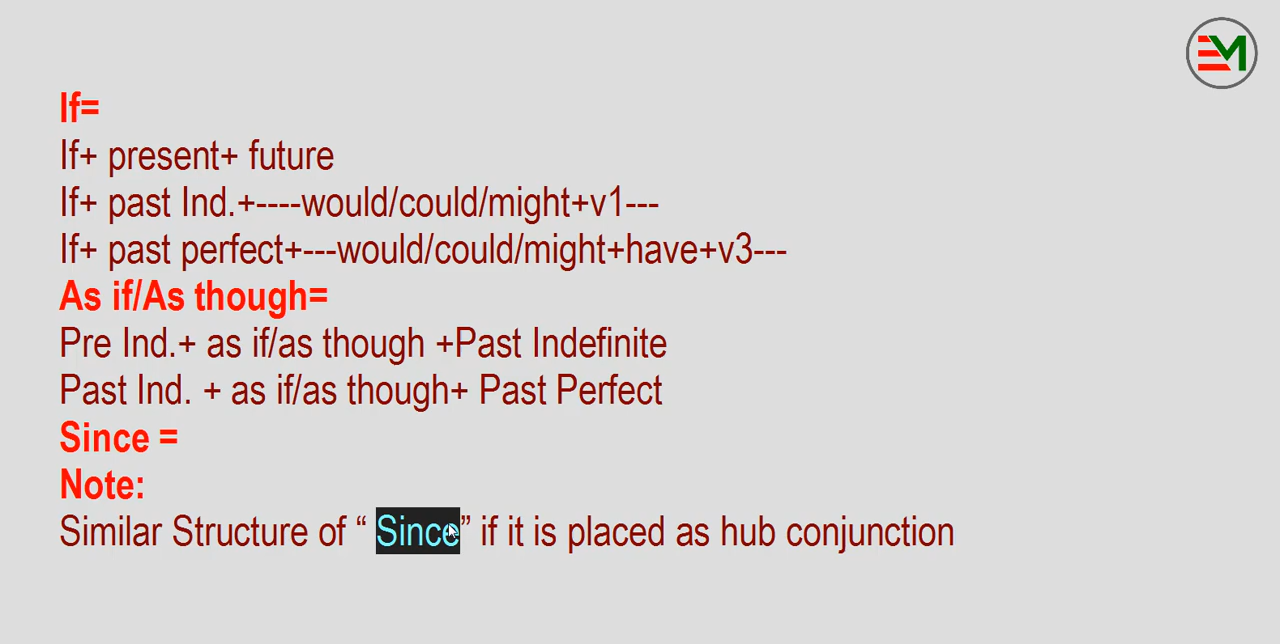 EM
If=
If+ present+ future
If+ past Ind.+----would/could/might+v1---
If+ past perfect+---would/could/might+have+v3---
As if/As though=
Pre Ind.+ as if/as though +Past Indefinite
Past Ind. + as if/as though+ Past Perfect
Since =
Note:
Similar Structure of “ Since” if it is placed as hub conjunction